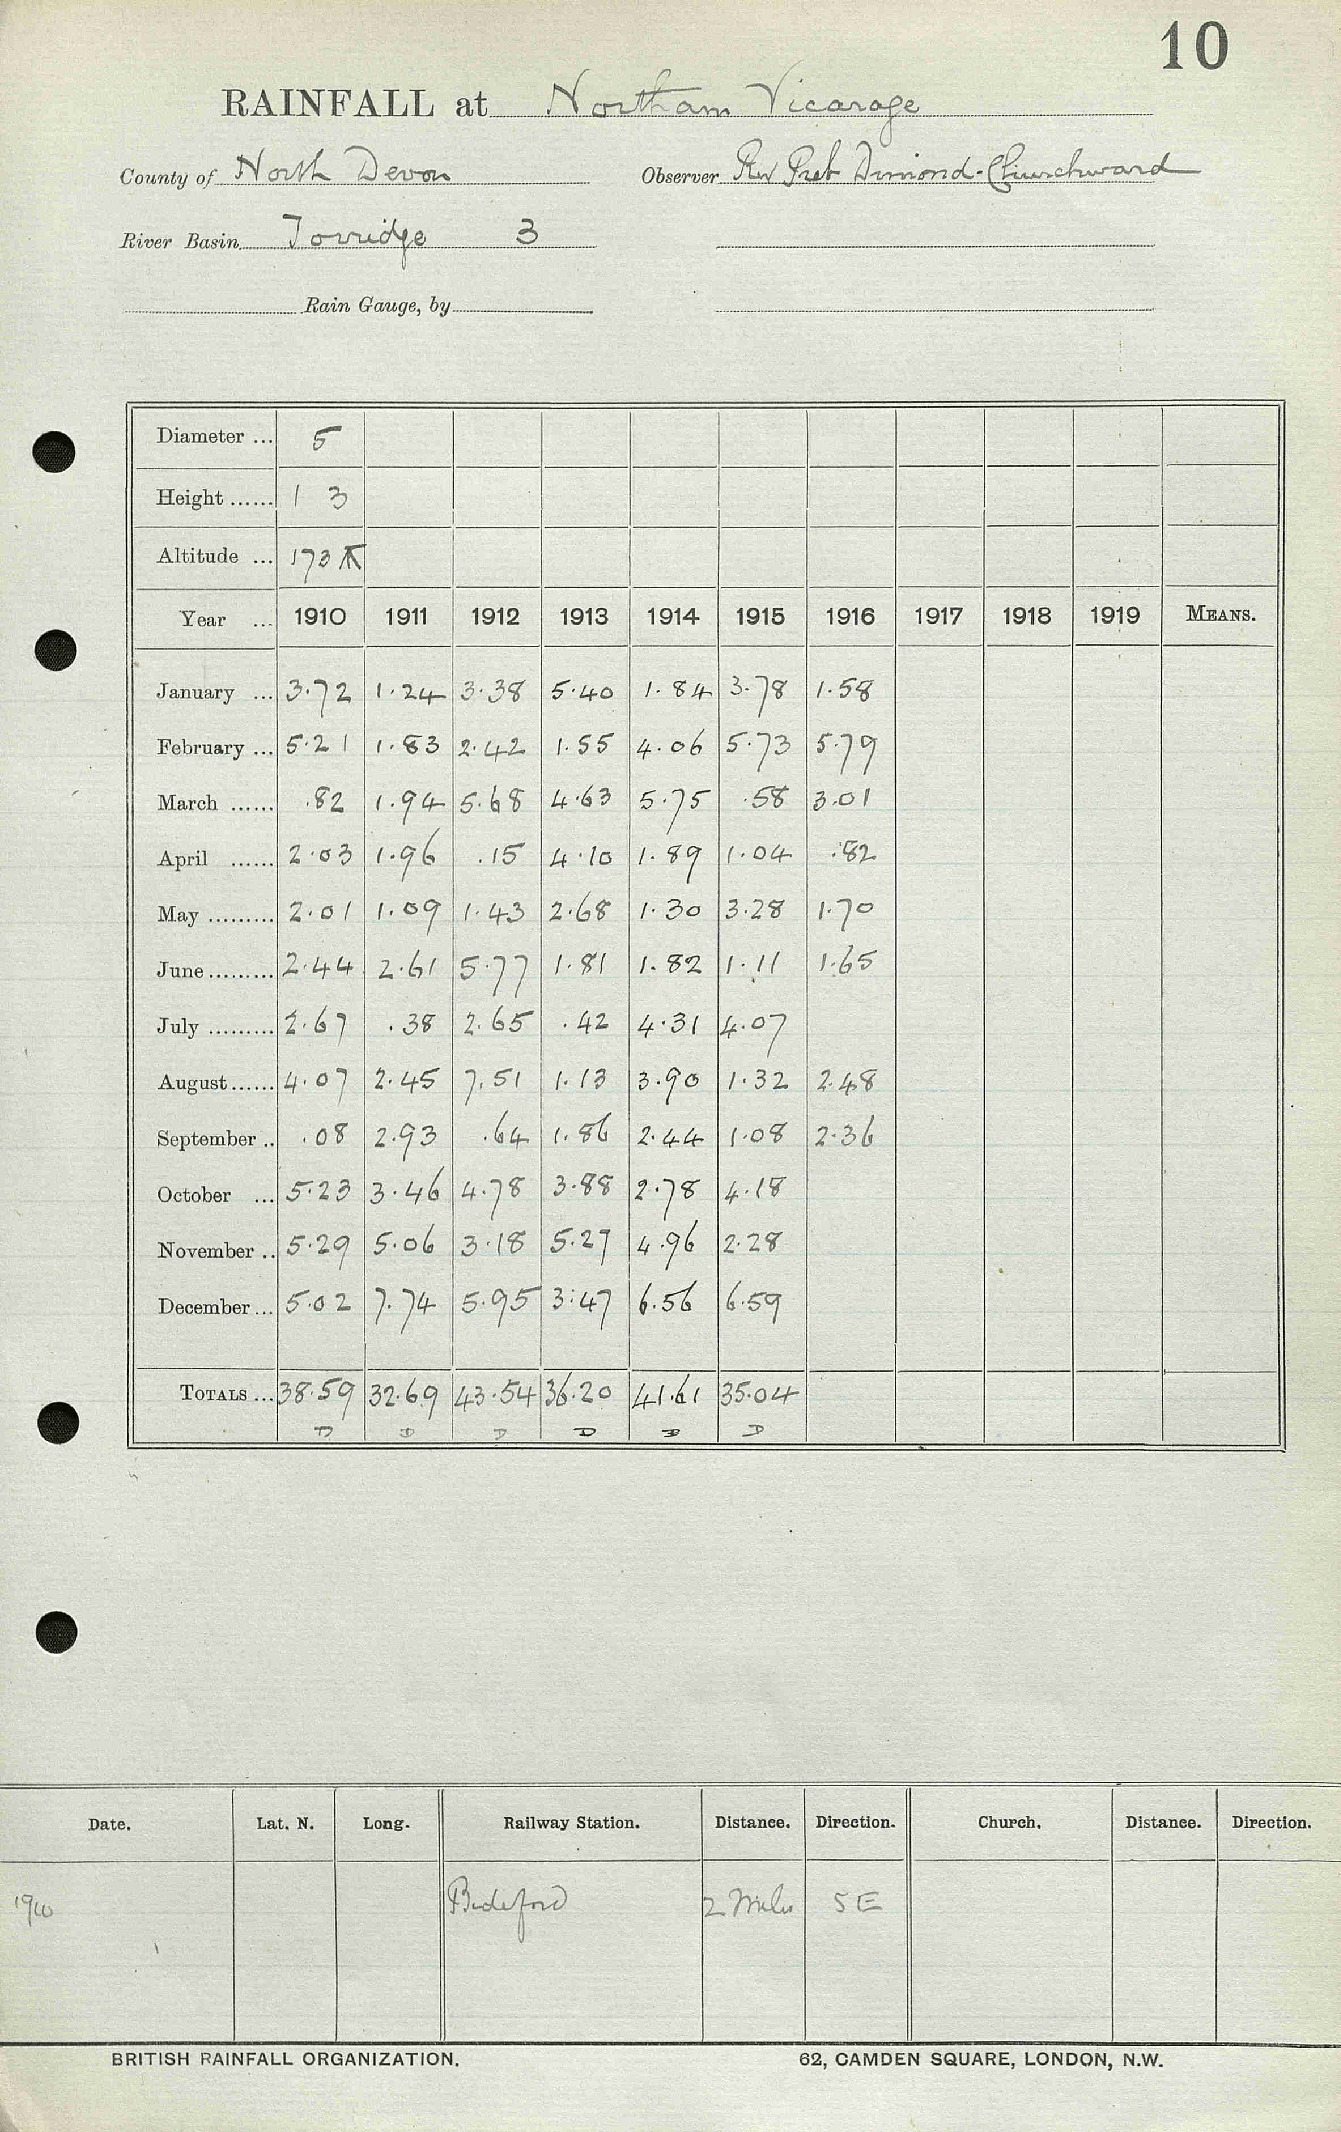 10
RAINFALL at Northam Vicarage
County of North Devon Observer Rev Preb Dimond-Churchward
River Basin Torridge 3
Rain Gauge, by
Diameter ... 5
Height ...... 1 3
Altitude ... 173
Year ... 1910 1911 1912 1913 1914 1915 1916 1917 1918 1919 MEANS.
January ... 3.72 1.24 3.38 5.40 1.84 3.78 1.58
February ... 5.21 1.83 2.42 1.55 4.06 5.73 5.79
March ...... .82 1.94 5.68 4.63 5.75 .58 3.01
April ...... 2.03 1.96 .15 4.10 1.89 1.04 .82
May ......... 2.01 1.09 1.43 2.68 1.30 3.28 1.70
June ......... 2.44 2.61 5.77 1.81 1.82 1.11 1.65
July ......... 2.67 .38 2.65 .42 4.31 4.07
August ...... 4.07 2.45 7.51 1.13 3.90 1.32 2.48
September .. .08 2.93 .64 1.86 2.44 1.08 2.36
October ... 5.23 3.46 4.78 3.88 2.78 4.18
November .. 5.29 5.06 3.18 5.27 4.96 2.28
December ... 5.02 7.74 5.95 3.47 6.56 6.59
TOTALS ... 38.59 32.69 43.54 36.20 41.61 35.04
D D D D D D
Date. Lat. N. Long. Railway Station. Distance. Direction. Church. Distance. Direction.
1910 Bideford 2 Miles SE
BRITISH RAINFALL ORGANIZATION. 62, CAMDEN SQUARE, LONDON, N.W.